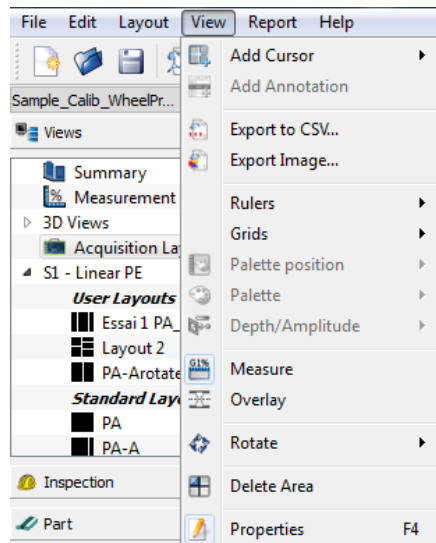 File Edit Layout View Report Help
Sample_Calib_WheelPr...
Views
Summary
Measurement
3D Views
Acquisition La
S1 - Linear PE
User Layouts
Essai 1 PA_
Layout 2
PA-Arotate
Standard Lay
PA
PA-A
Inspection
Part
Add Cursor
Add Annotation
Export to CSV...
Export Image...
Rulers
Grids
Palette position
Palette
Depth/Amplitude
G1%
Measure
Overlay
Rotate
Delete Area
Properties F4